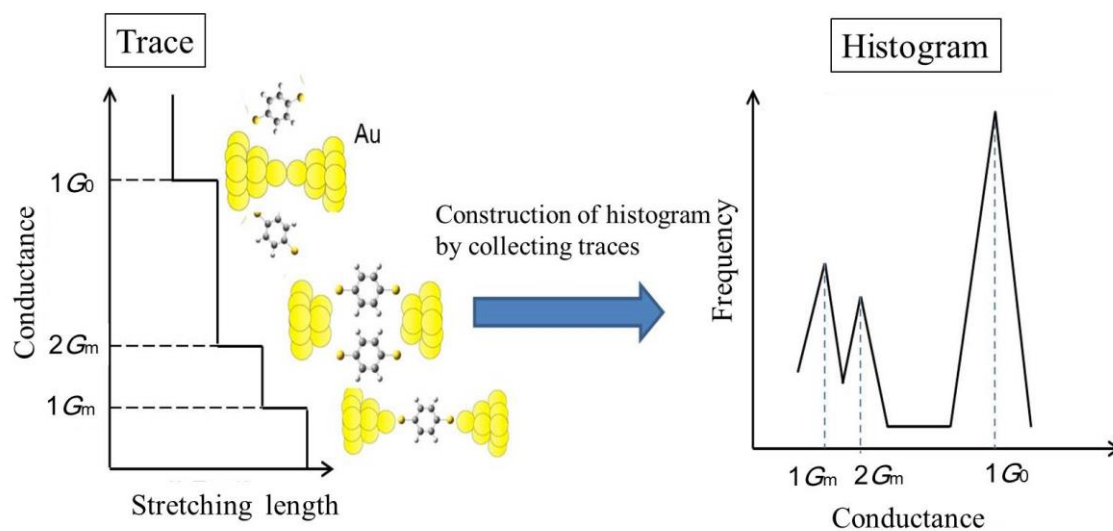 Trace
Conductance
1G₀
2Gₘ
1Gₘ
Stretching length
Au
Construction of histogram
by collecting traces
Histogram
Frequency
1Gₘ
2Gₘ
1G₀
Conductance